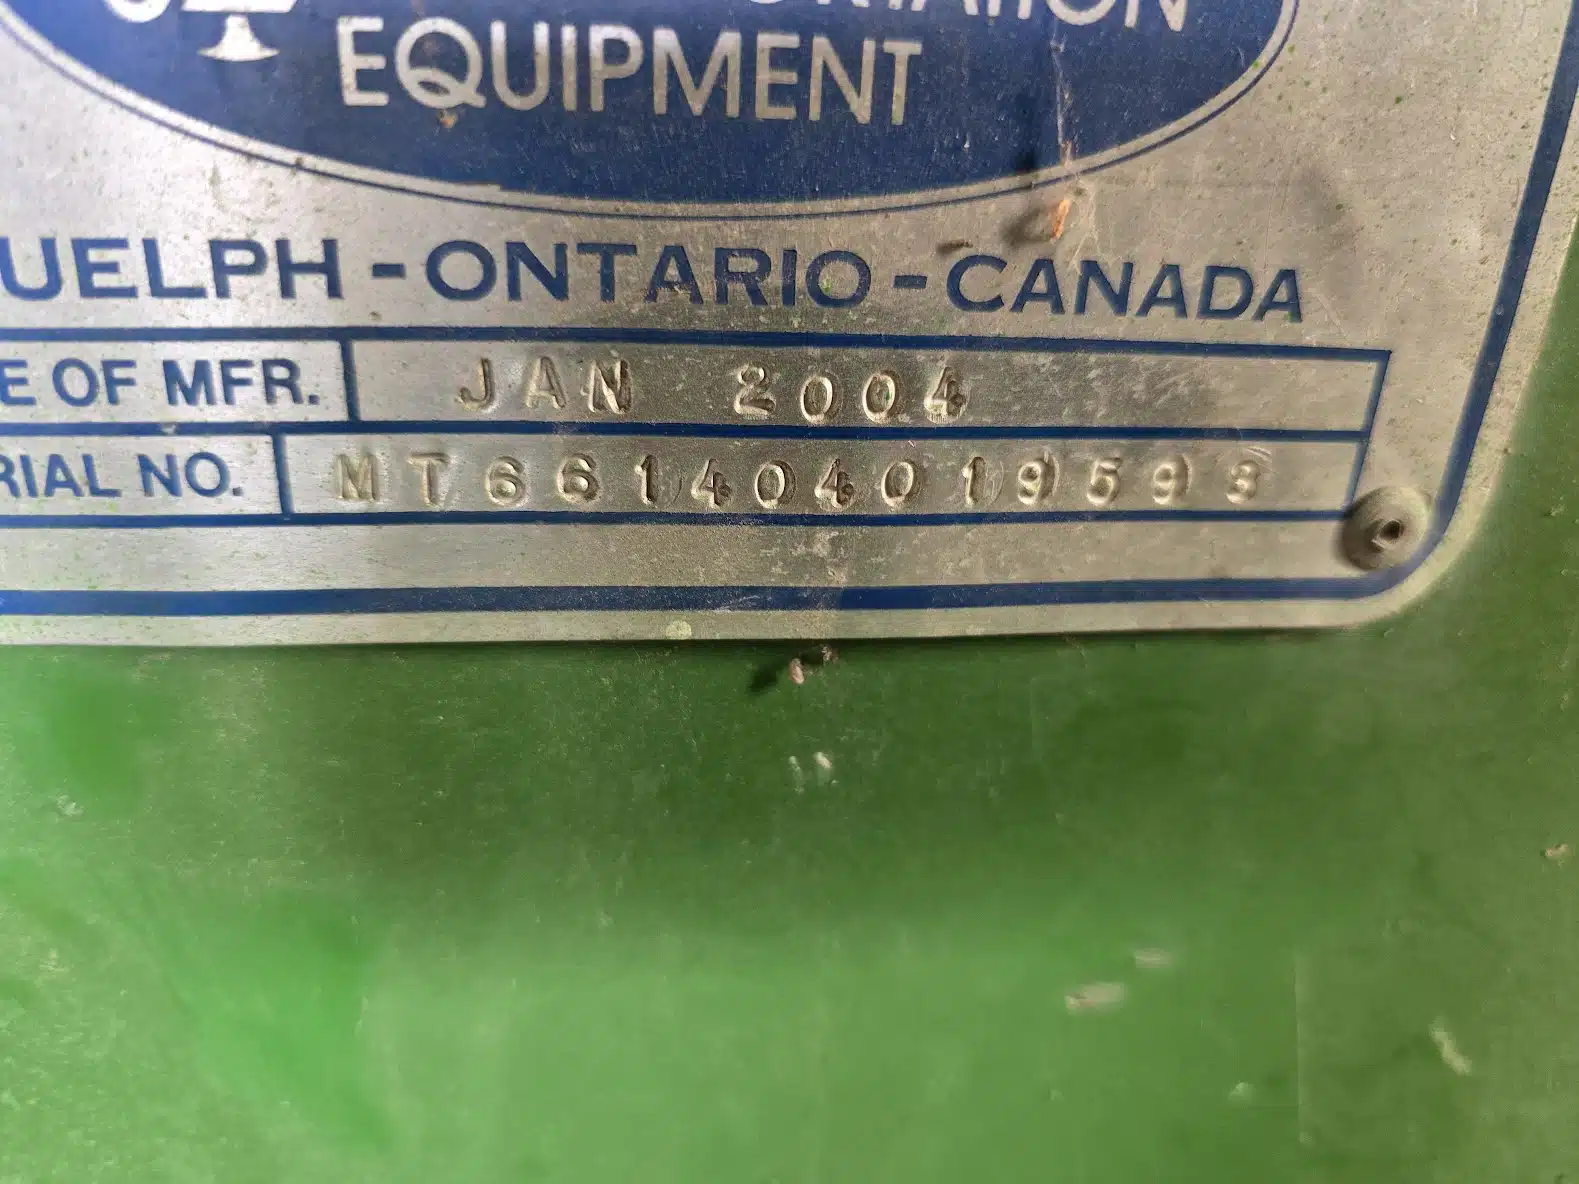 EQUIPMENT
UELPH - ONTARIO - CANADA
E OF MFR. JAN 2004
RIAL NO. MT661404019593